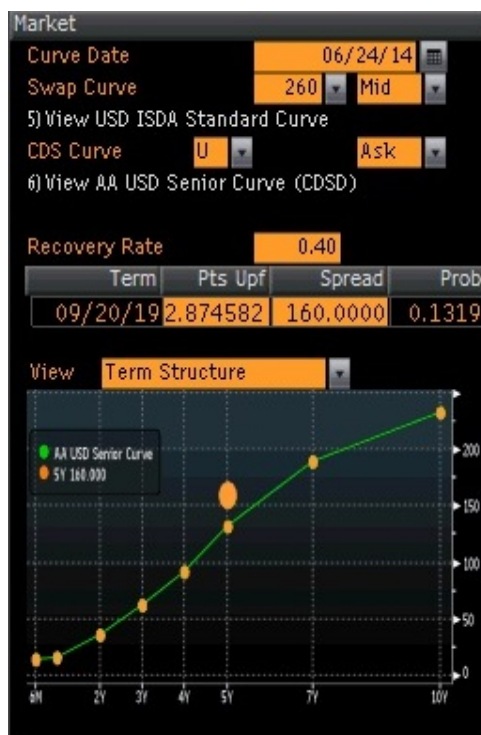 Market
Curve Date 06/24/14
Swap Curve 260 Mid
5) View USD ISDA Standard Curve
CDS Curve U Ask
6) View AA USD Senior Curve (CDSD)
Recovery Rate 0.40
Term Pts Upf Spread Prob
09/20/19 2.874582 160.0000 0.1319
View Term Structure
AA USD Senior Curve
5Y 160.000
200
150
100
50
0
6M 2Y 3Y 4Y 5Y 7Y 10Y